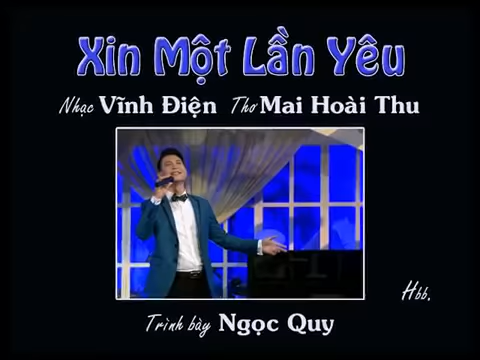 Xin Một Lần Yêu
Nhạc Vĩnh Điện Thơ Mai Hoài Thu
Hbb.
Trình bày Ngọc Quy